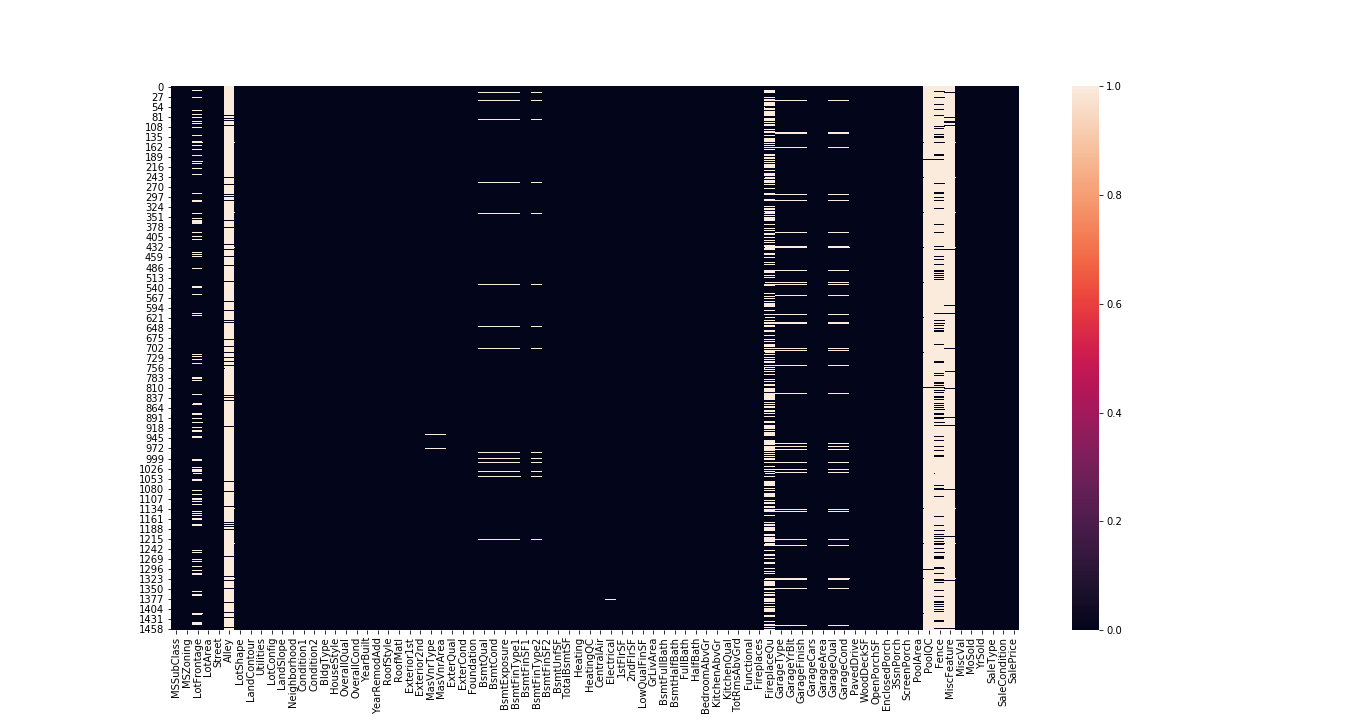 0
27
54
81
108
135
162
189
216
243
270
297
324
351
378
405
432
459
486
513
540
567
594
621
648
675
702
729
756
783
810
837
864
891
918
945
972
999
1026
1053
1080
1107
1134
1161
1188
1215
1242
1269
1296
1323
1350
1377
1404
1431
1458
MSSubClass
MSZoning
LotFrontage
LotArea
Street
Alley
LotShape
LandContour
Utilities
LotConfig
LandSlope
Neighborhood
Condition1
Condition2
BldgType
HouseStyle
OverallQual
OverallCond
YearBuilt
YearRemodAdd
RoofStyle
RoofMatl
Exterior1st
Exterior2nd
MasVnrType
MasVnrArea
ExterQual
ExterCond
Foundation
BsmtQual
BsmtCond
BsmtExposure
BsmtFinType1
BsmtFinSF1
BsmtFinType2
BsmtFinSF2
BsmtUnfSF
TotalBsmtSF
Heating
HeatingQC
CentralAir
Electrical
1stFlrSF
2ndFlrSF
LowQualFinSF
GrLivArea
BsmtFullBath
BsmtHalfBath
FullBath
HalfBath
BedroomAbvGr
KitchenAbvGr
KitchenQual
TotRmsAbvGrd
Functional
Fireplaces
FireplaceQu
GarageType
GarageYrBlt
GarageFinish
GarageCars
GarageArea
GarageQual
GarageCond
PavedDrive
WoodDeckSF
OpenPorchSF
EnclosedPorch
3SsnPorch
ScreenPorch
PoolArea
PoolQC
Fence
MiscFeature
MiscVal
MoSold
YrSold
SaleType
SaleCondition
SalePrice
1.0
0.8
0.6
0.4
0.2
0.0